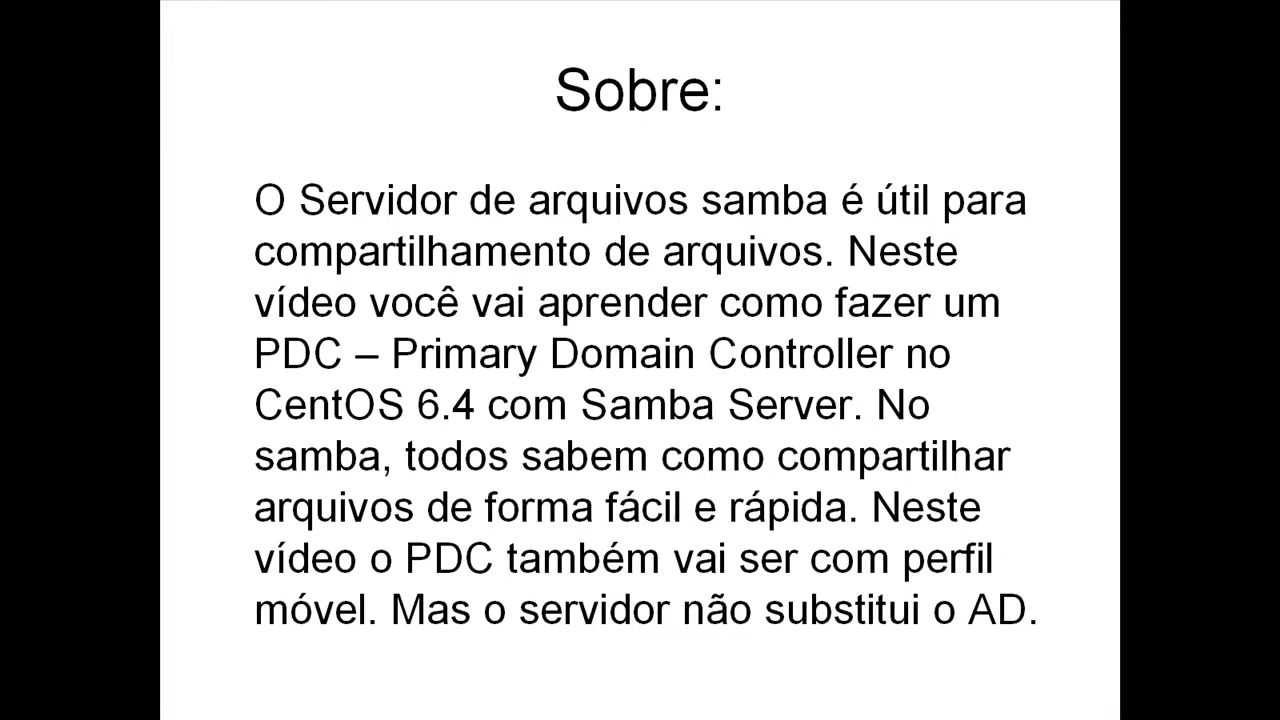 Sobre:
O Servidor de arquivos samba é útil para
compartilhamento de arquivos. Neste
vídeo você vai aprender como fazer um
PDC – Primary Domain Controller no
CentOS 6.4 com Samba Server. No
samba, todos sabem como compartilhar
arquivos de forma fácil e rápida. Neste
vídeo o PDC também vai ser com perfil
móvel. Mas o servidor não substitui o AD.